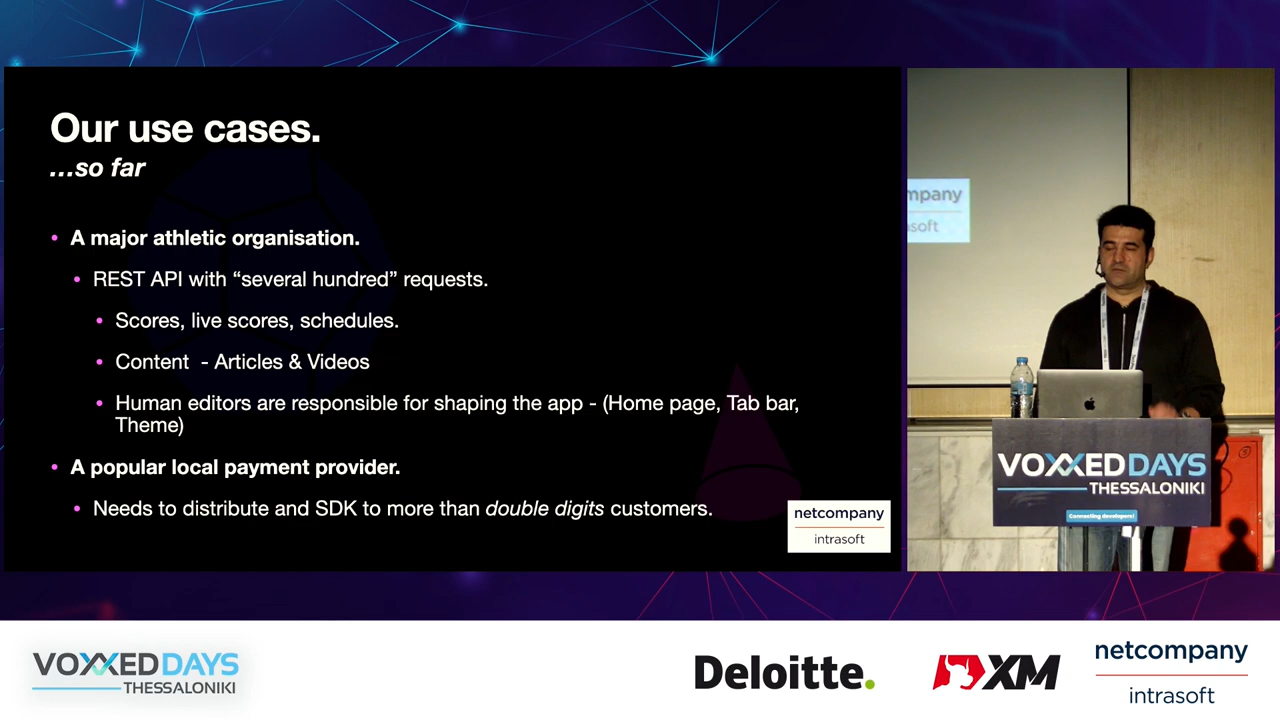 Our use cases.
...so far
• A major athletic organisation.
• REST API with “several hundred” requests.
• Scores, live scores, schedules.
• Content - Articles & Videos
• Human editors are responsible for shaping the app - (Home page, Tab bar,
Theme)
• A popular local payment provider.
• Needs to distribute and SDK to more than double digits customers.
netcompany
intrasoft
mpany
soft
VOXXED DAYS
THESSALONIKI
Connecting developers!
VOXXED DAYS
THESSALONIKI
Deloitte.
XM
netcompany
intrasoft